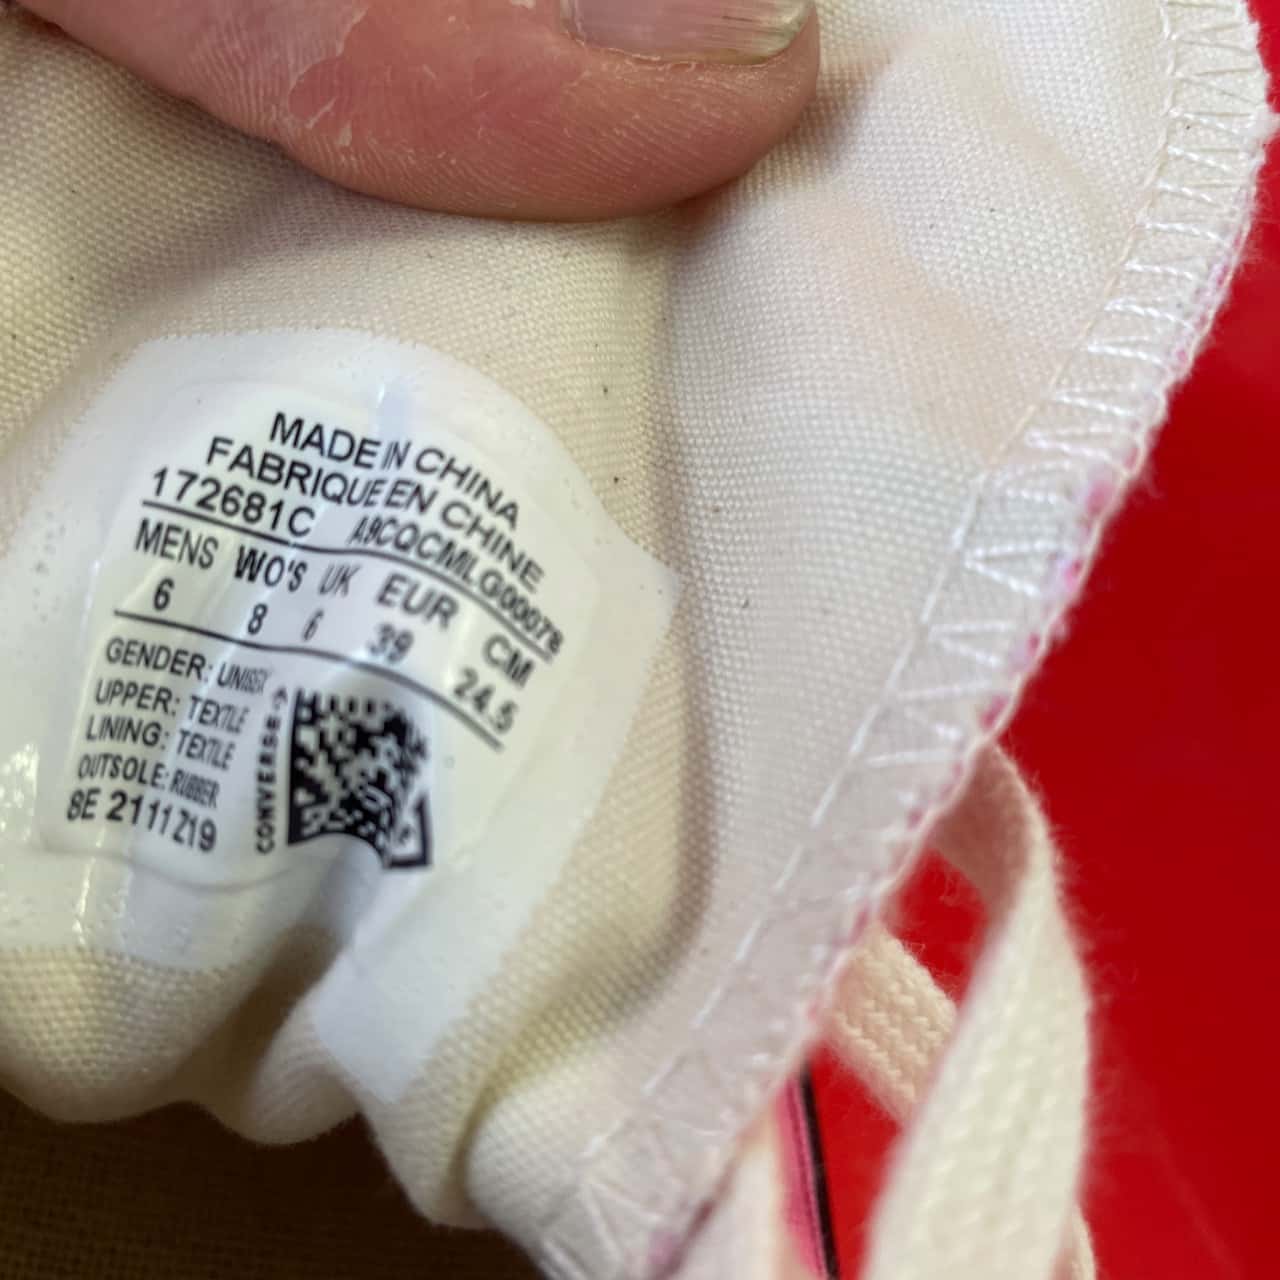 MADE IN CHINA
FABRIQUE EN CHINE
172681C A9CQCMLG00078
MENS WO'S UK EUR CM
6 8 6 39 24.5
GENDER: UNISEX
UPPER: TEXTILE
LINING: TEXTILE
OUTSOLE: RUBBER
8E 2111Z19
CONVERSE